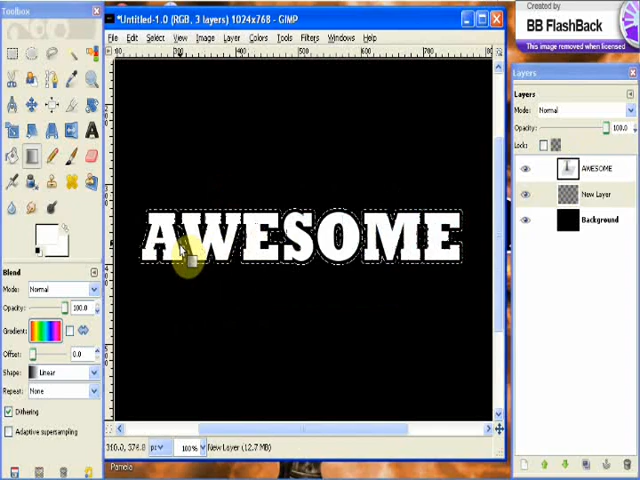 Toolbox
*Untitled-1.0 (RGB, 3 layers) 1024x768 – GIMP
Created by
BB FlashBack
This image removed when licensed
File Edit Select View Image Layer Colors Tools Filters Windows Help
Layers
Layers
Mode: Normal
Opacity: 100.0
Locks:
AWESOME
New Layer
Background
AWESOME
Blend
Mode: Normal
Opacity: 100.0
Gradient:
Offset: 0.0
Shape: Linear
Repeat: None
Dithering
Adaptive supersampling
pt 100% New Layer (12.7 MB)
Pamela